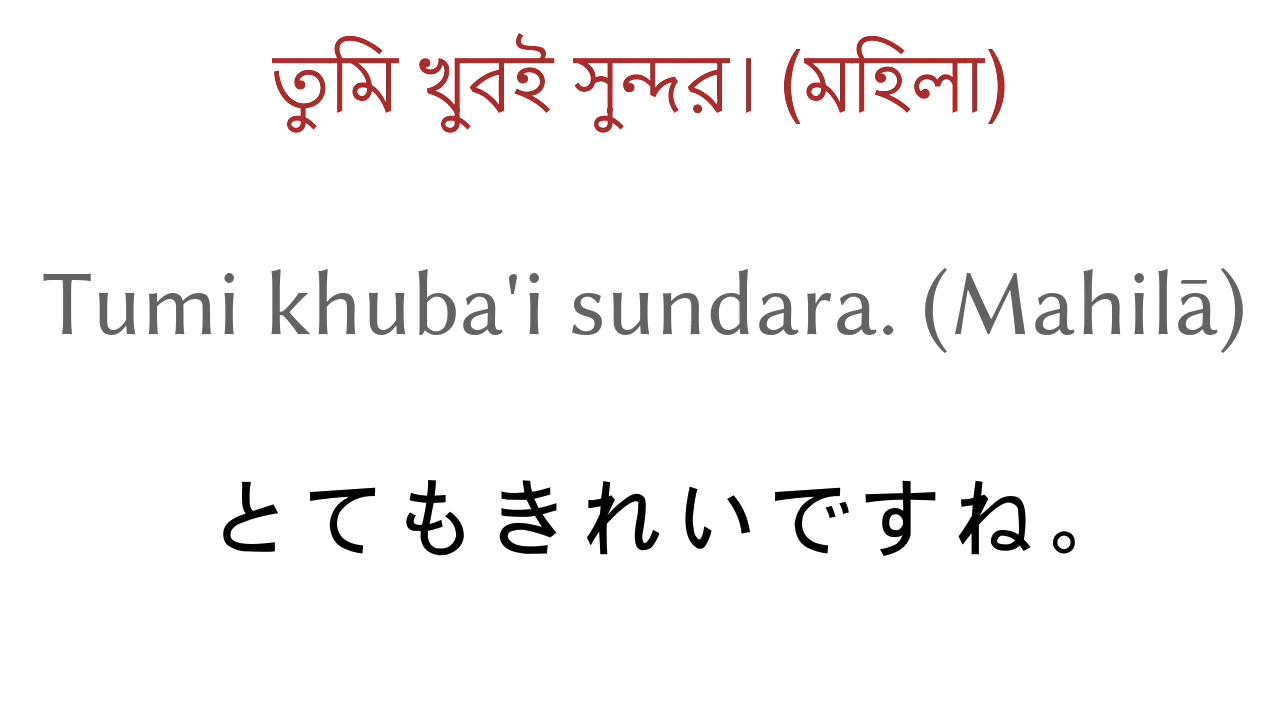 তুমি খুবই সুন্দর। (মহিলা)
Tumi khuba'i sundara. (Mahilā)
とてもきれいですね。